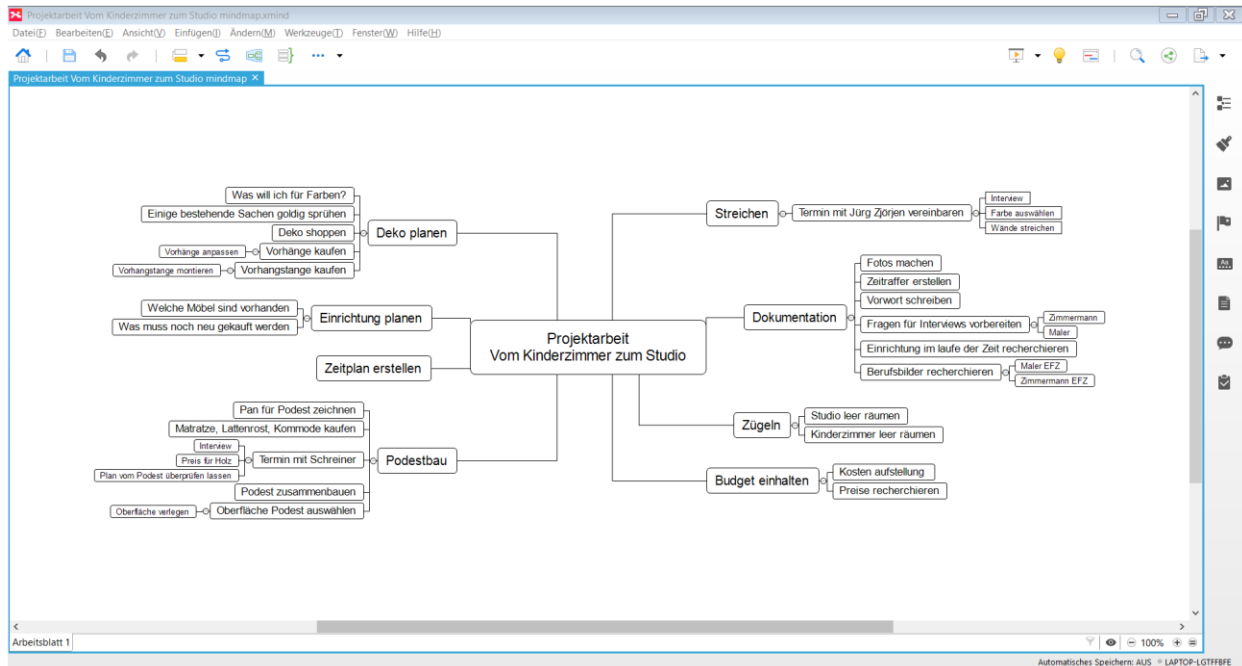 Projektarbeit Vom Kinderzimmer zum Studio mindmap.xmind
Datei(F) Bearbeiten(E) Ansicht(V) Einfügen(I) Ändern(M) Werkzeuge(T) Fenster(W) Hilfe(H)
Projektarbeit Vom Kinderzimmer zum Studio mindmap
Projektarbeit
Vom Kinderzimmer zum Studio
Deko planen
Was will ich für Farben?
Einige bestehende Sachen goldig sprühen
Deko shoppen
Vorhänge kaufen
Vorhänge anpassen
Vorhangstange kaufen
Vorhangstange montieren
Einrichtung planen
Welche Möbel sind vorhanden
Was muss noch neu gekauft werden
Zeitplan erstellen
Podestbau
Pan für Podest zeichnen
Matratze, Lattenrost, Kommode kaufen
Termin mit Schreiner
Interview
Preis für Holz
Plan vom Podest überprüfen lassen
Podest zusammenbauen
Oberfläche Podest auswählen
Oberfläche verlegen
Streichen
Termin mit Jürg Zjörjen vereinbaren
Interview
Farbe auswählen
Wände streichen
Dokumentation
Fotos machen
Zeitraffer erstellen
Vorwort schreiben
Fragen für Interviews vorbereiten
Zimmermann
Maler
Einrichtung im laufe der Zeit recherchieren
Berufsbilder recherchieren
Maler EFZ
Zimmermann EFZ
Zügeln
Studio leer räumen
Kinderzimmer leer räumen
Budget einhalten
Kosten aufstellung
Preise recherchieren
Arbeitsblatt 1
100%
Automatisches Speichern: AUS
LAPTOP-LGTFFBFE